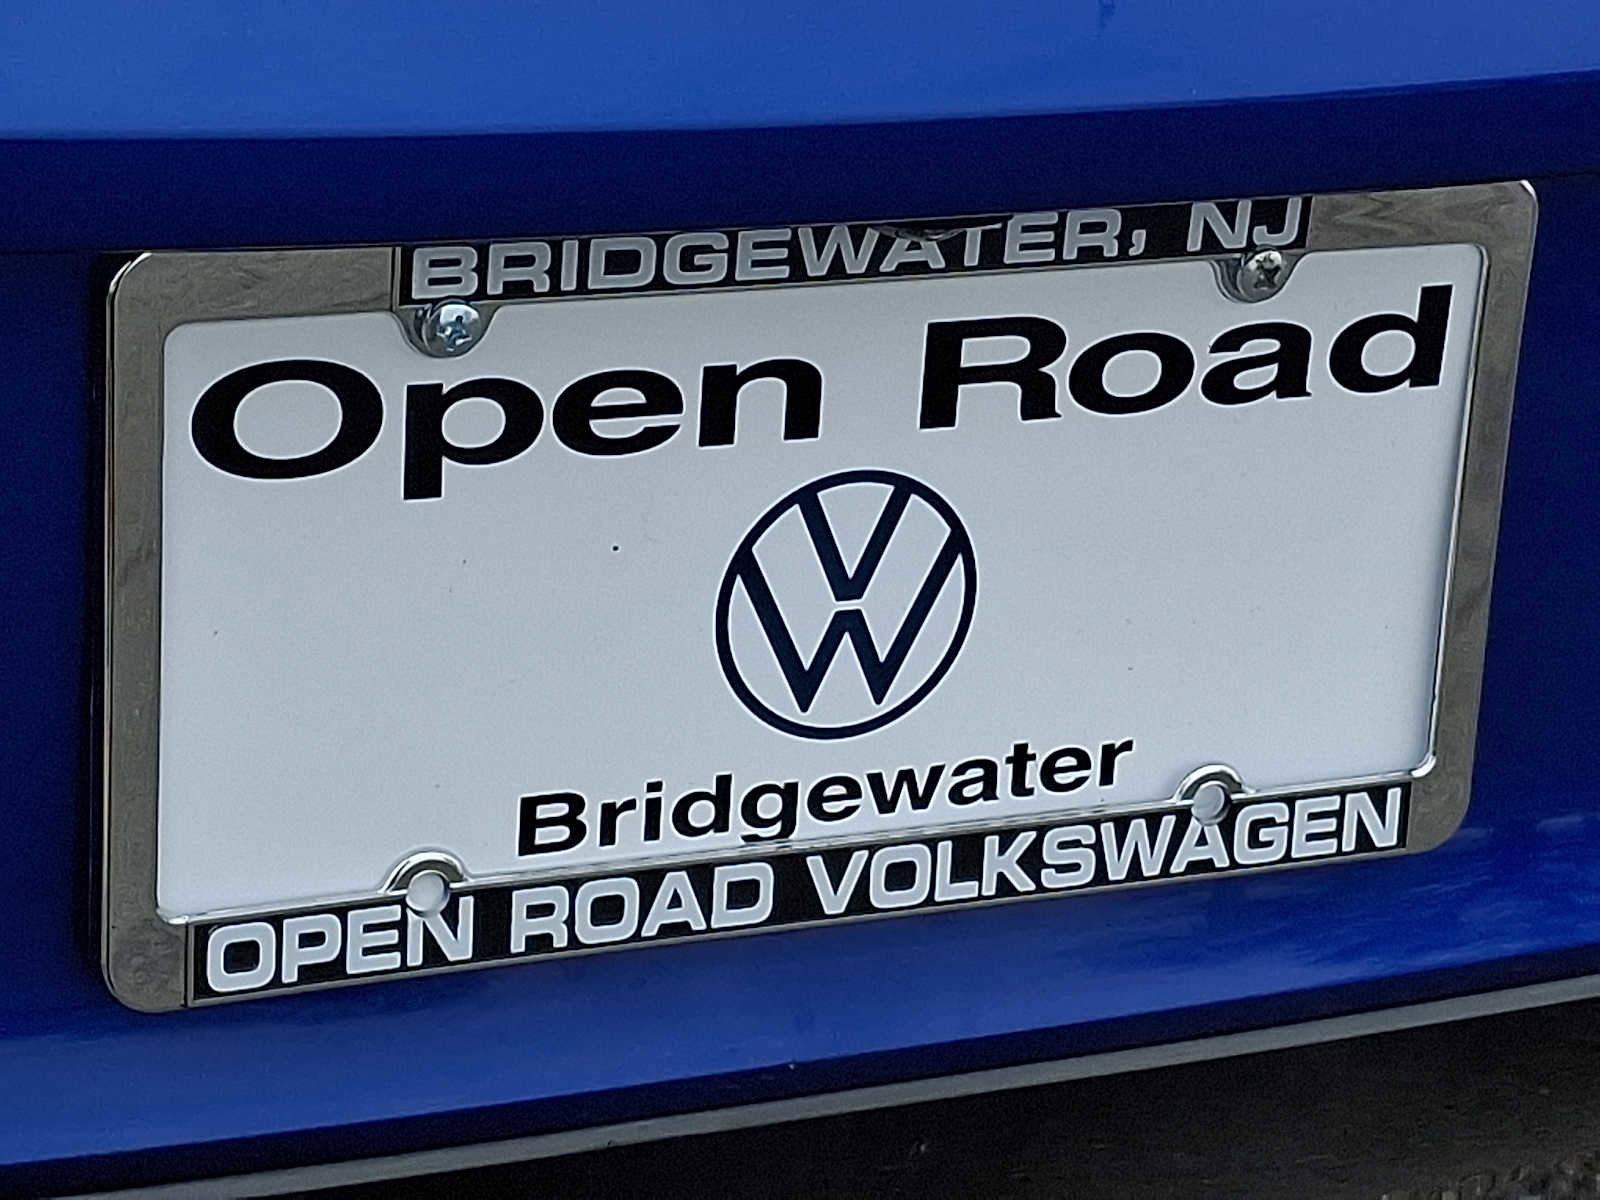 BRIDGEWATER, NJ
Open Road
Bridgewater
OPEN ROAD VOLKSWAGEN